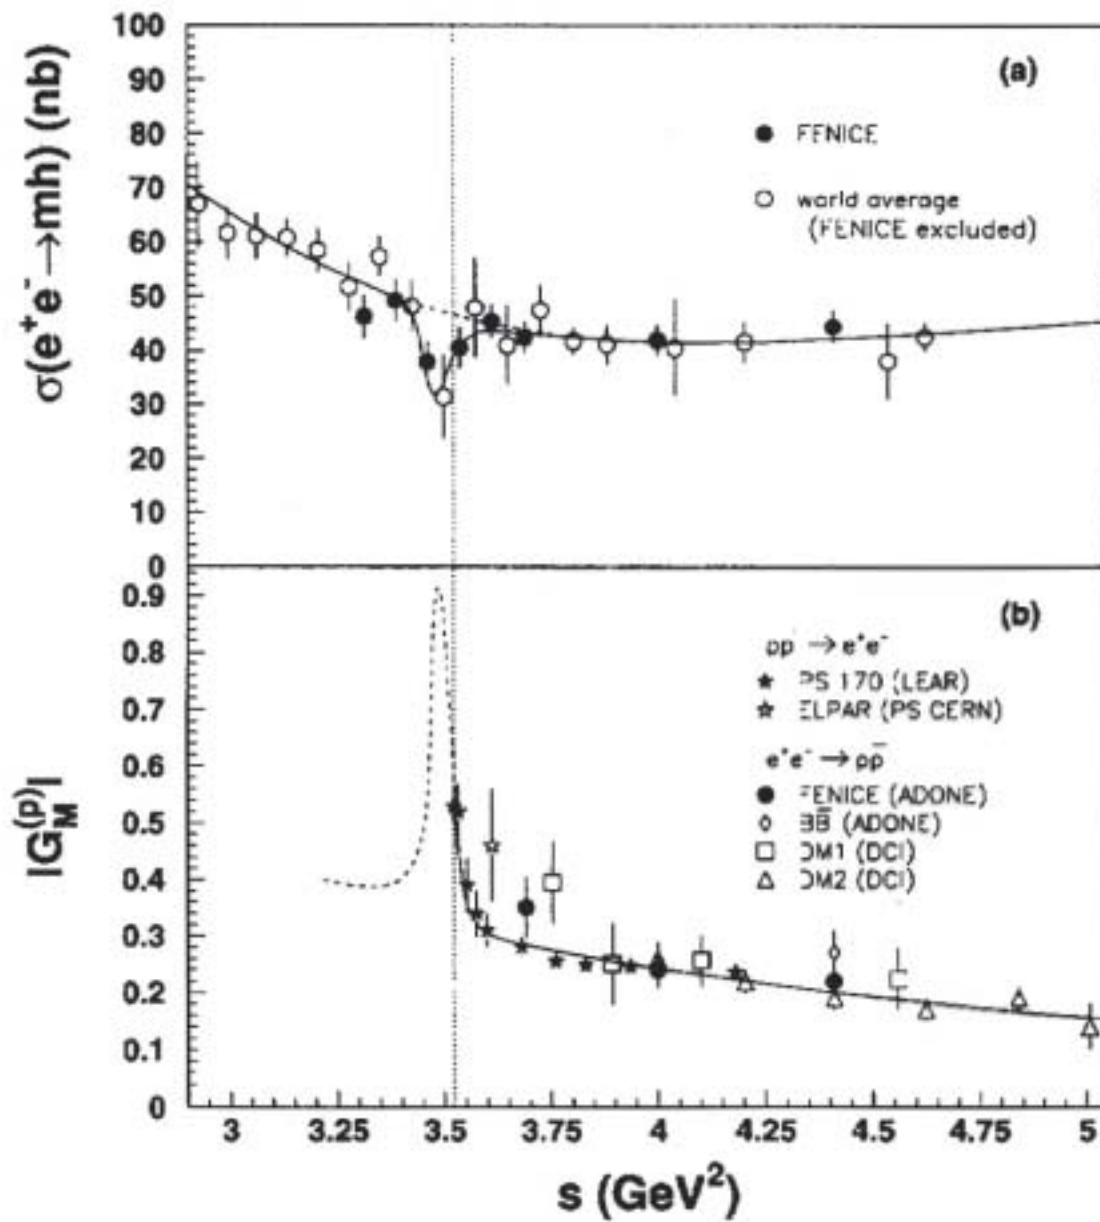 σ(e⁺e⁻→mh) (nb)
100
90
80
70
60
50
40
30
20
10
0
(a)
FENICE
world average
(FENICE excluded)
|G_M^(p)|
0.9
0.8
0.7
0.6
0.5
0.4
0.3
0.2
0.1
0
(b)
pp → e⁺e⁻
PS 170 (LEAR)
ELPAR (PS CERN)
e⁺e⁻ → pp̅
FENICE (ADONE)
BB̅ (ADONE)
DM1 (DCI)
DM2 (DCI)
3 3.25 3.5 3.75 4 4.25 4.5 4.75 5
s (GeV²)